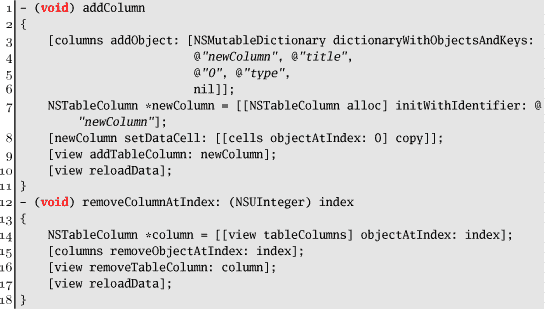 1 - (void) addColumn
2 {
3 [columns addObject: [NSMutableDictionary dictionaryWithObjectsAndKeys:
4 @"newColumn", @"title",
5 @"0", @"type",
6 nil]];
7 NSTableColumn *newColumn = [[NSTableColumn alloc] initWithIdentifier: @
"newColumn"];
8 [newColumn setDataCell: [[cells objectAtIndex: 0] copy]];
9 [view addTableColumn: newColumn];
10 [view reloadData];
11 }
12 - (void) removeColumnAtIndex: (NSUInteger) index
13 {
14 NSTableColumn *column = [[view tableColumns] objectAtIndex: index];
15 [columns removeObjectAtIndex: index];
16 [view removeTableColumn: column];
17 [view reloadData];
18 }